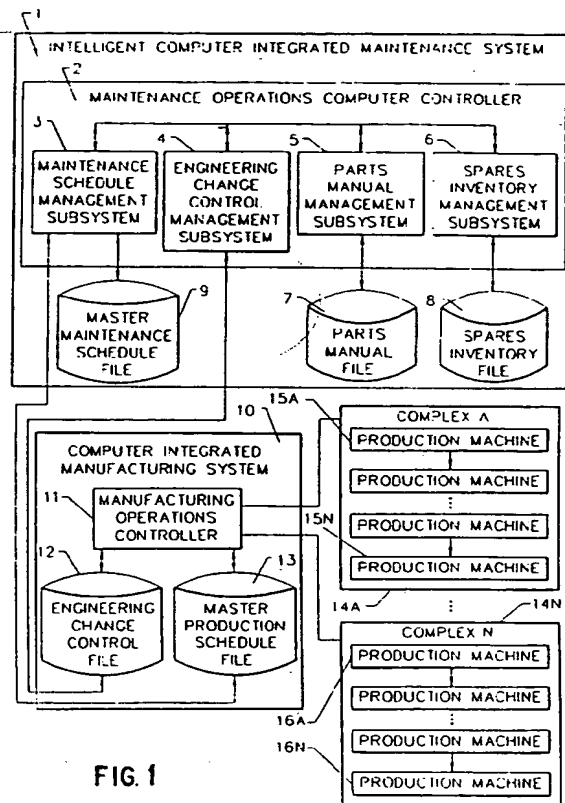 1
INTELLIGENT COMPUTER INTEGRATED MAINTENANCE SYSTEM
2
MAINTENANCE OPERATIONS COMPUTER CONTROLLER
3
4
5
6
MAINTENANCE
SCHEDULE
MANAGEMENT
SUBSYSTEM
ENGINEERING
CHANGE
CONTROL
MANAGEMENT
SUBSYSTEM
PARTS
MANUAL
MANAGEMENT
SUBSYSTEM
SPARES
INVENTORY
MANAGEMENT
SUBSYSTEM
9
MASTER
MAINTENANCE
SCHEDULE
FILE
7
PARTS
MANUAL
FILE
8
SPARES
INVENTORY
FILE
10
COMPUTER INTEGRATED
MANUFACTURING SYSTEM
11
MANUFACTURING
OPERATIONS
CONTROLLER
12
ENGINEERING
CHANGE
CONTROL
FILE
13
MASTER
PRODUCTION
SCHEDULE
FILE
15A
COMPLEX A
PRODUCTION MACHINE
PRODUCTION MACHINE
PRODUCTION MACHINE
15N
PRODUCTION MACHINE
14A
14N
COMPLEX N
PRODUCTION MACHINE
16A
PRODUCTION MACHINE
PRODUCTION MACHINE
16N
PRODUCTION MACHINE
FIG. 1